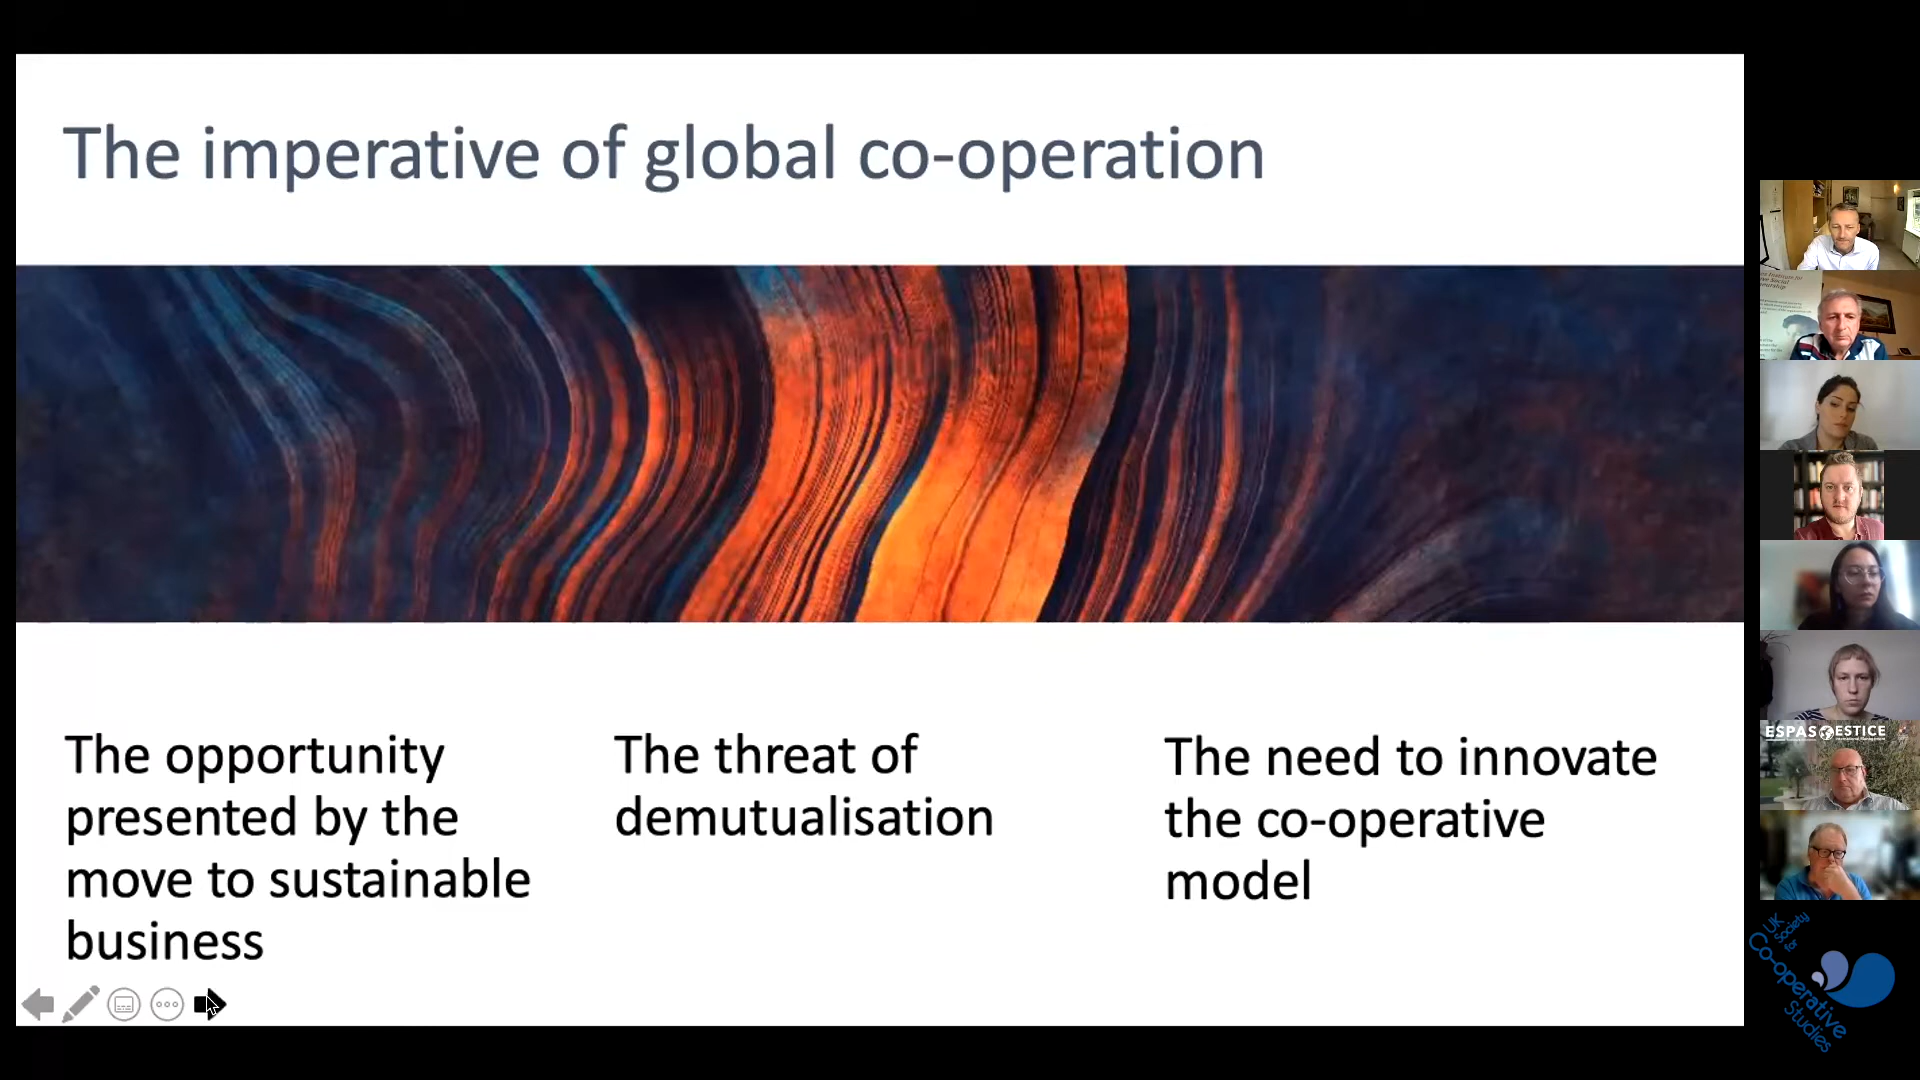 The imperative of global co-operation
The opportunity
presented by the
move to sustainable
business
The threat of
demutualisation
The need to innovate
the co-operative
model
ESPAS ESTICE
UK
Society
for
Co-operative
Studies